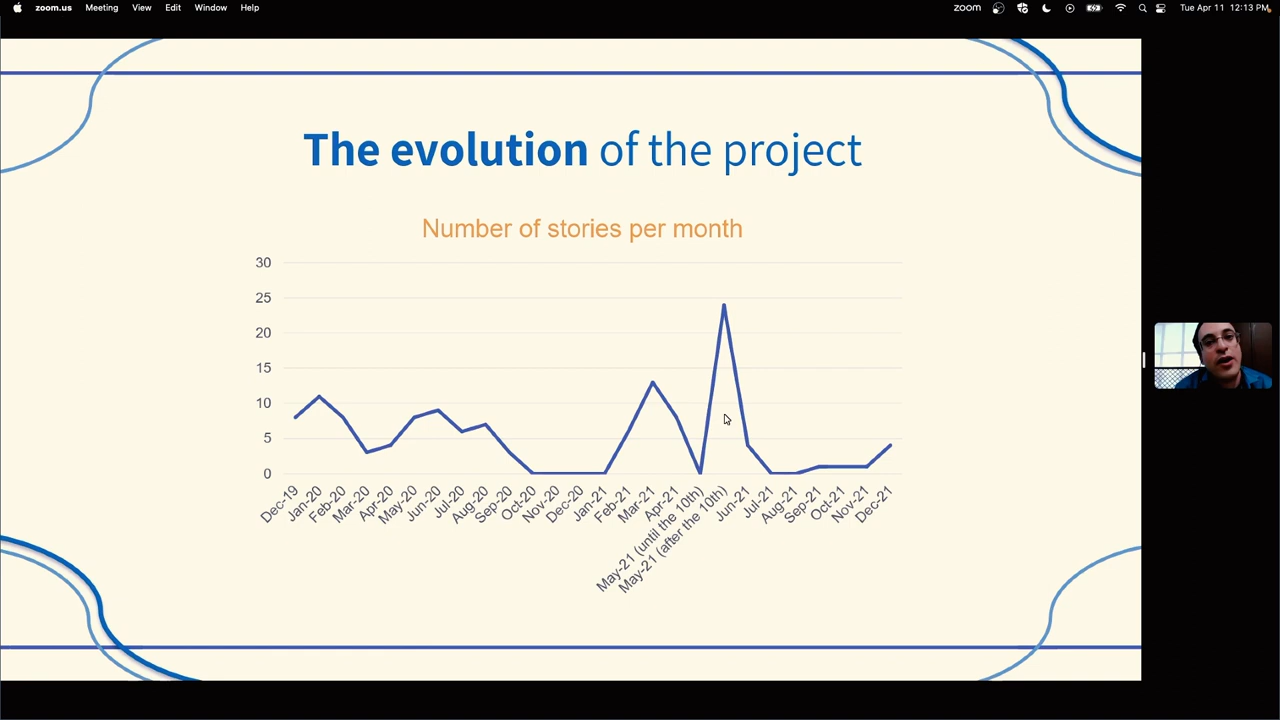 zoom.us Meeting View Edit Window Help
zoom Tue Apr 11 12:13 PM
The evolution of the project
Number of stories per month
30
25
20
15
10
5
0
Dec-19
Jan-20
Feb-20
Mar-20
Apr-20
May-20
Jun-20
Jul-20
Aug-20
Sep-20
Oct-20
Nov-20
Dec-20
Jan-21
Feb-21
Mar-21
Apr-21
May-21 (until the 10th)
May-21 (after the 10th)
Jun-21
Jul-21
Aug-21
Sep-21
Oct-21
Nov-21
Dec-21